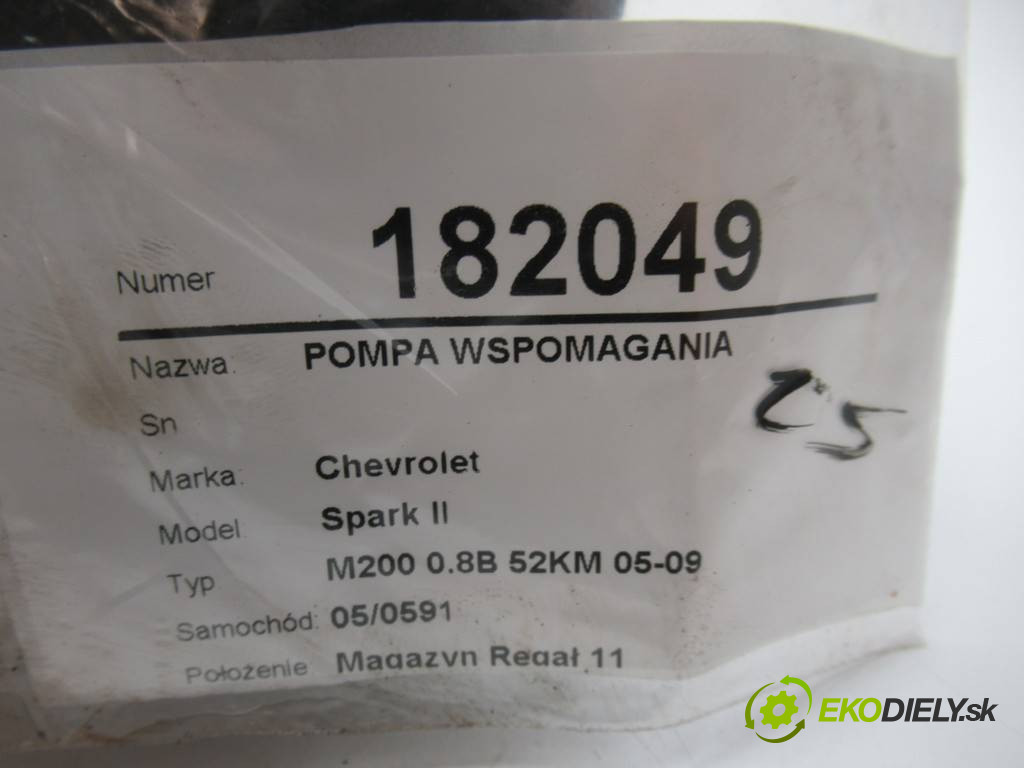 Numer 182049
Nazwa: POMPA WSPOMAGANIA
Sn
Marka: Chevrolet
Model Spark II
Typ M200 0.8B 52KM 05-09
Samochód: 05/0591
Położenie Magazyn Regał 11
EKODIELY.sk